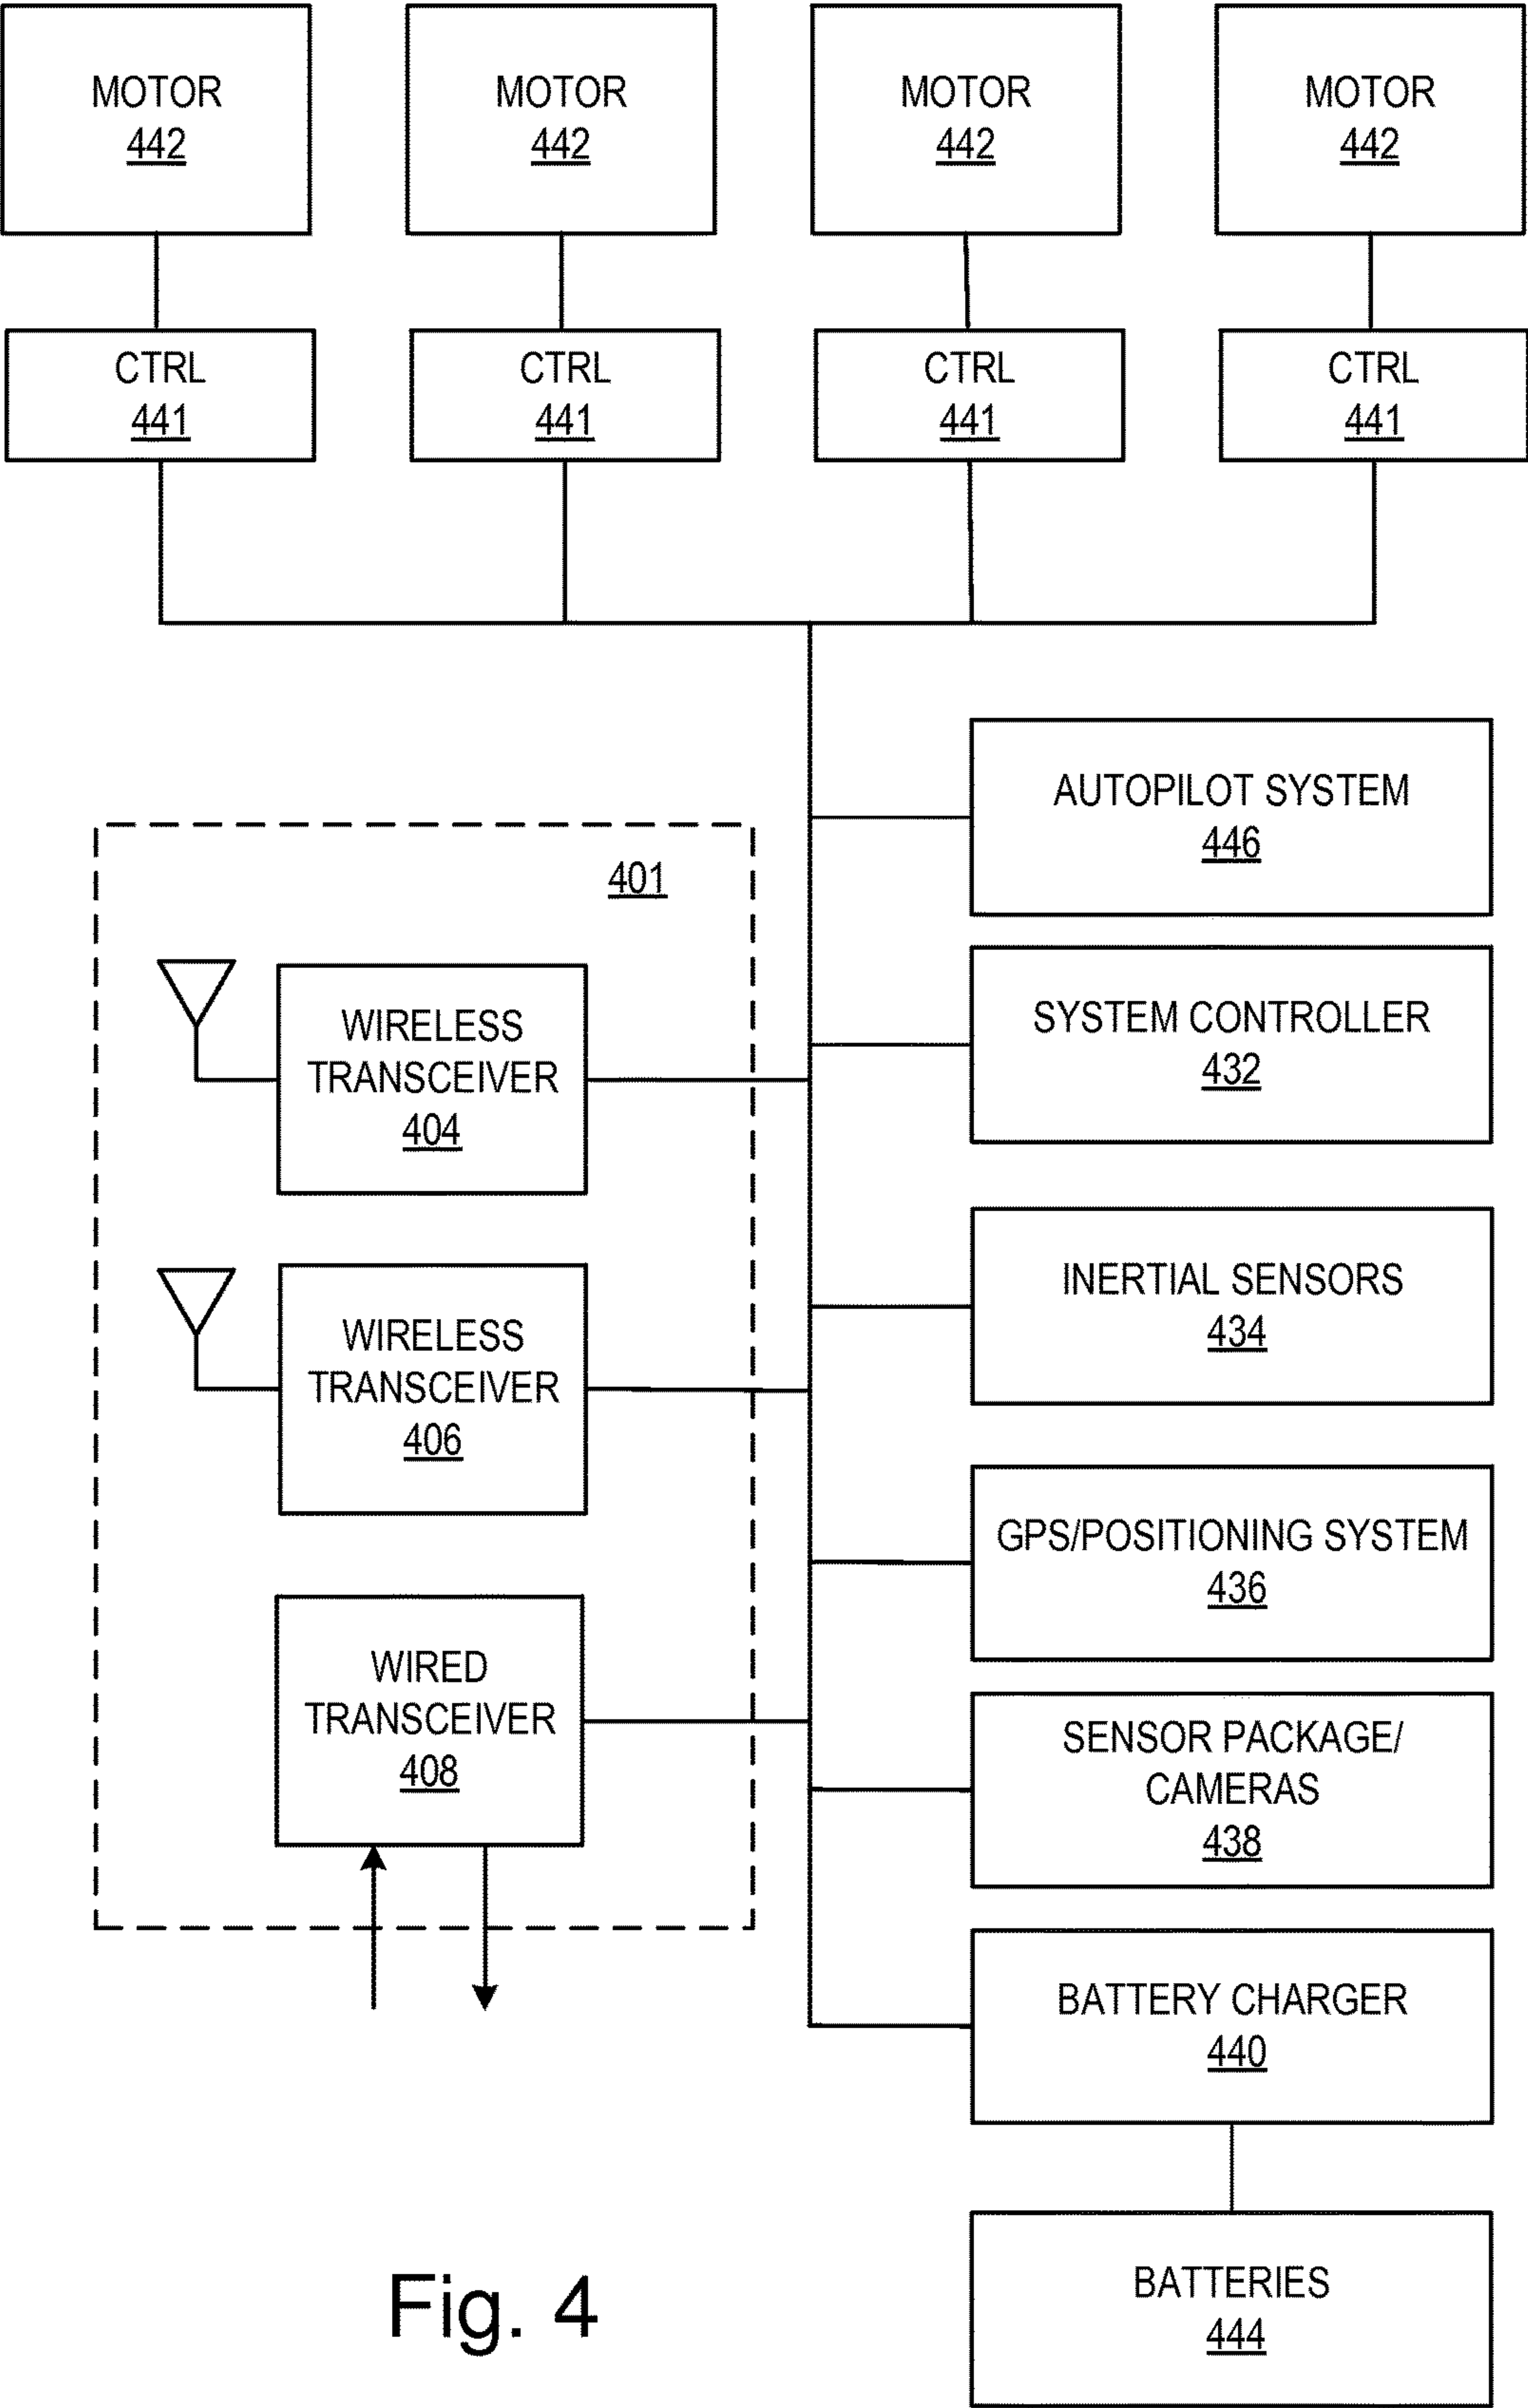 MOTOR
442
MOTOR
442
MOTOR
442
MOTOR
442
CTRL
441
CTRL
441
CTRL
441
CTRL
441
AUTOPILOT SYSTEM
446
401
SYSTEM CONTROLLER
432
WIRELESS
TRANSCEIVER
404
INERTIAL SENSORS
434
WIRELESS
TRANSCEIVER
406
GPS/POSITIONING SYSTEM
436
WIRED
TRANSCEIVER
408
SENSOR PACKAGE/
CAMERAS
438
BATTERY CHARGER
440
BATTERIES
444
Fig. 4